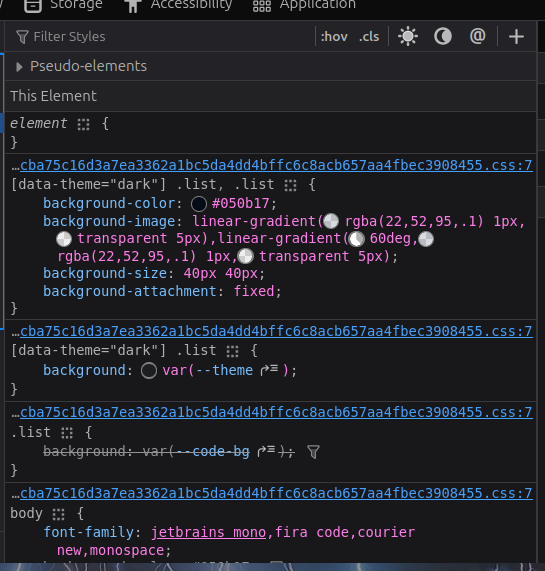 Storage Accessibility Application
Filter Styles :hov .cls @ +
Pseudo-elements
This Element
element {
}
…cba75c16d3a7ea3362a1bc5da4dd4bffc6c8acb657aa4fbec3908455.css:7
[data-theme="dark"] .list, .list {
background-color: #050b17;
background-image: linear-gradient( rgba(22,52,95,.1) 1px,
transparent 5px),linear-gradient( 60deg,
rgba(22,52,95,.1) 1px, transparent 5px);
background-size: 40px 40px;
background-attachment: fixed;
}
…cba75c16d3a7ea3362a1bc5da4dd4bffc6c8acb657aa4fbec3908455.css:7
[data-theme="dark"] .list {
background: var(--theme );
}
…cba75c16d3a7ea3362a1bc5da4dd4bffc6c8acb657aa4fbec3908455.css:7
.list {
background: var(--code-bg );
}
…cba75c16d3a7ea3362a1bc5da4dd4bffc6c8acb657aa4fbec3908455.css:7
body {
font-family: jetbrains mono,fira code,courier
new,monospace;